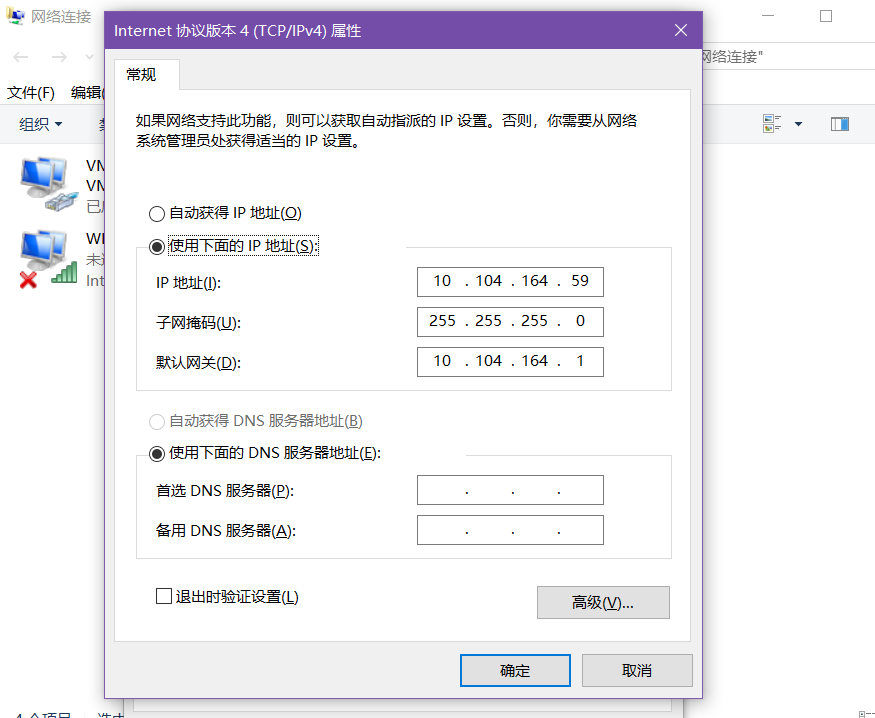 网络连接
Internet 协议版本 4 (TCP/IPv4) 属性
网络连接"
常规
文件(F) 编辑(
如果网络支持此功能，则可以获取自动指派的 IP 设置。否则，你需要从网络
系统管理员处获得适当的 IP 设置。
组织
VM
VM
已
自动获得 IP 地址(O)
使用下面的 IP 地址(S):
未
Int
IP 地址(I):
10 . 104 . 164 . 59
子网掩码(U):
255 . 255 . 255 . 0
默认网关(D):
10 . 104 . 164 . 1
自动获得 DNS 服务器地址(B)
使用下面的 DNS 服务器地址(E):
首选 DNS 服务器(P):
. . .
备用 DNS 服务器(A):
. . .
退出时验证设置(L)
高级(V)...
确定
取消
4 个项目